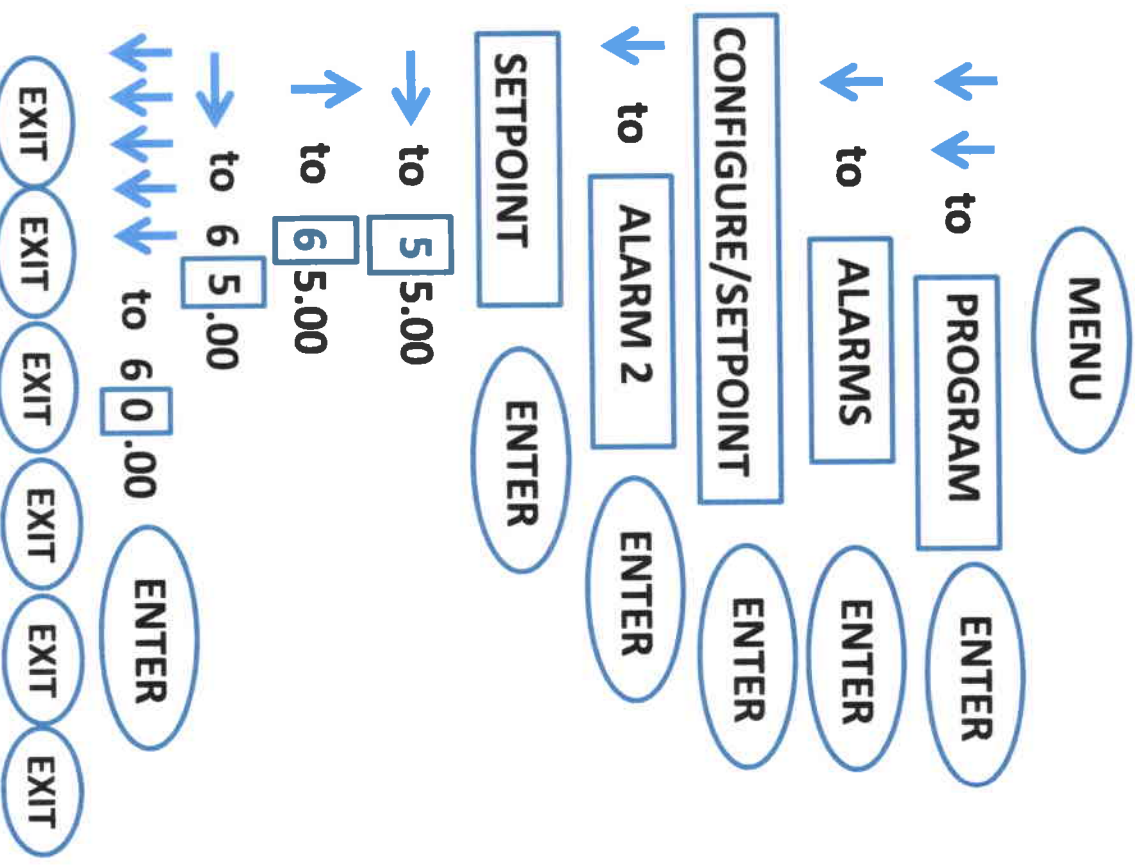 MENU
to PROGRAM ENTER
to ALARMS ENTER
CONFIGURE/SETPOINT ENTER
to ALARM 2 ENTER
SETPOINT ENTER
to 5 5.00
to 6 5.00
to 6 5 .00
to 6 0 .00 ENTER
EXIT EXIT EXIT EXIT EXIT EXIT